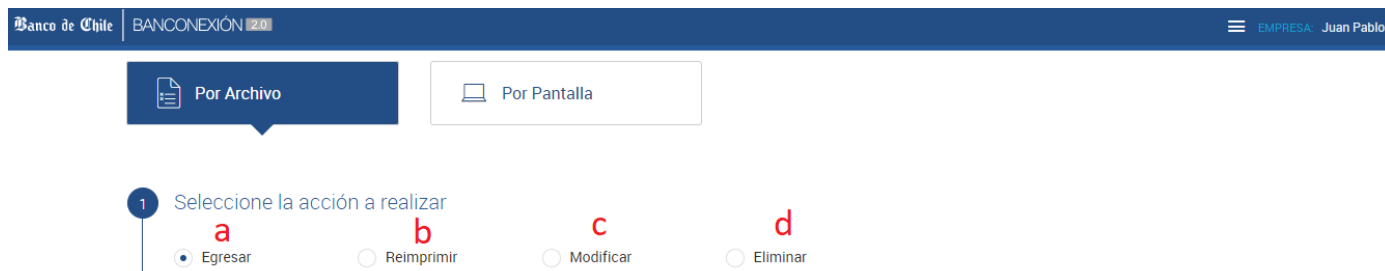 Banco de Chile BANCONEXIÓN 2.0 EMPRESA: Juan Pablo
Por Archivo Por Pantalla
1 Seleccione la acción a realizar
a b c d
Egresar Reimprimir Modificar Eliminar